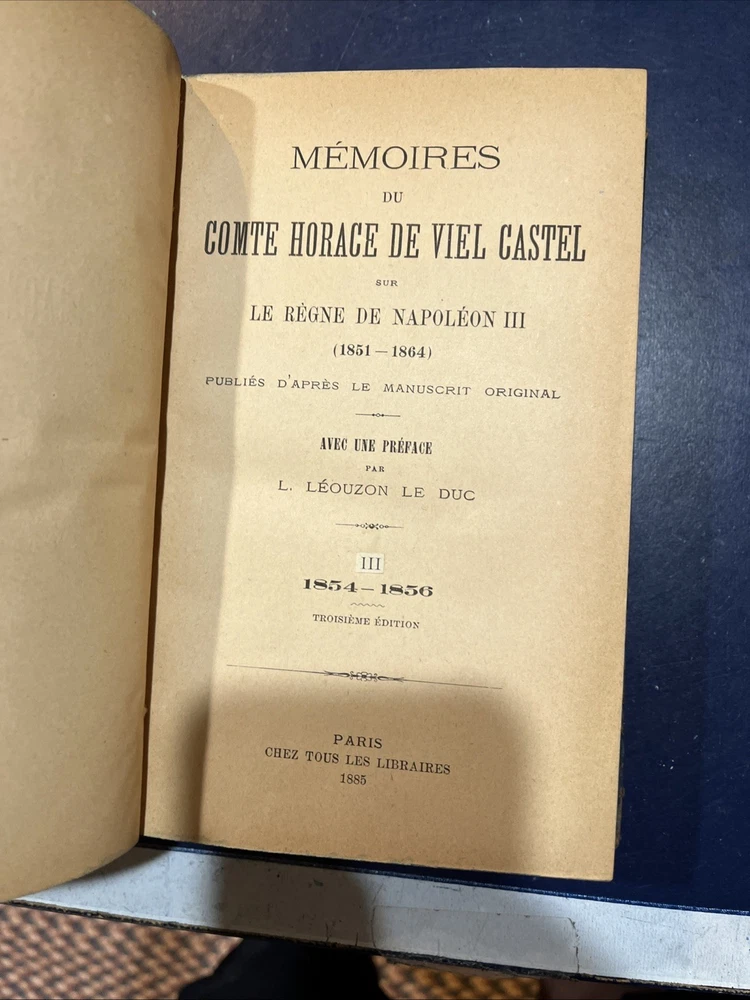 MÉMOIRES
DU
COMTE HORACE DE VIEL CASTEL
SUR
LE RÈGNE DE NAPOLÉON III
(1851 — 1864)
PUBLIÉS D'APRÈS LE MANUSCRIT ORIGINAL
AVEC UNE PRÉFACE
PAR
L. LÉOUZON LE DUC
III
1854 — 1856
TROISIÈME ÉDITION
PARIS
CHEZ TOUS LES LIBRAIRES
1885